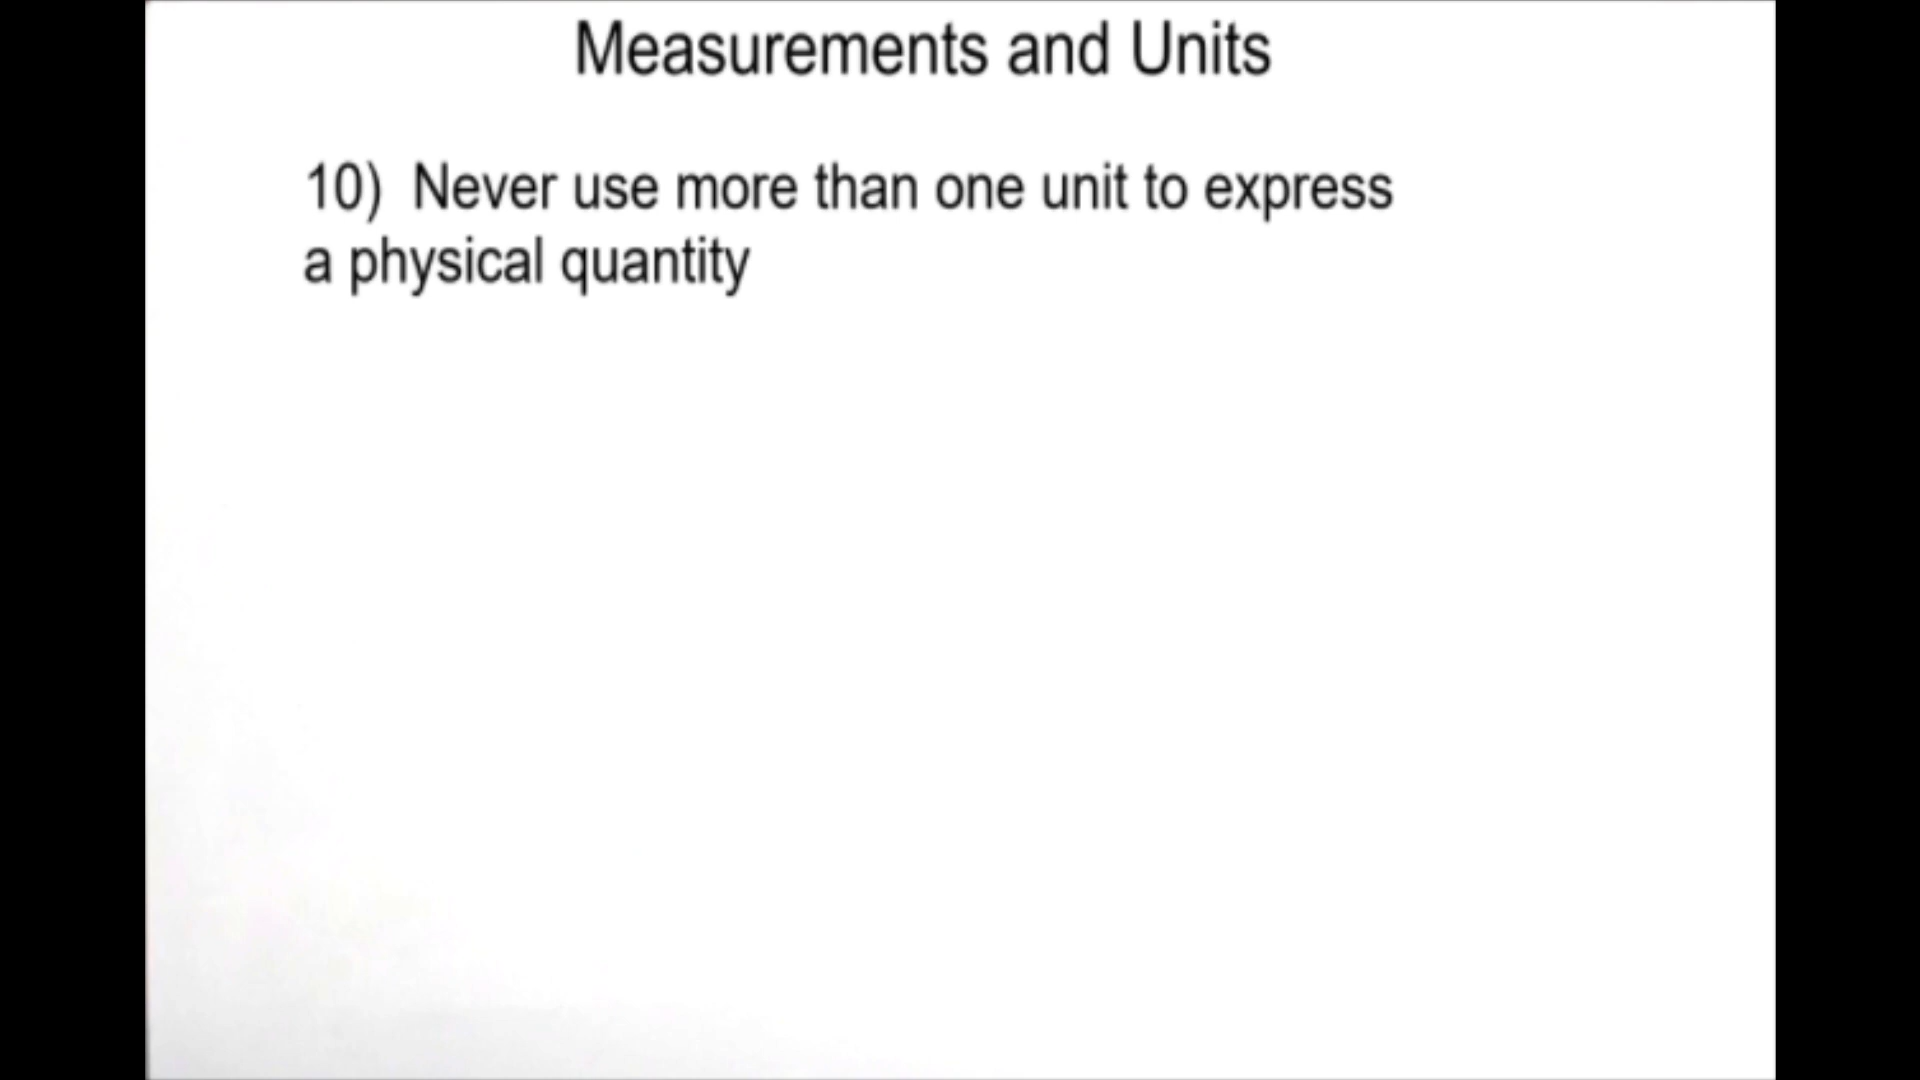 Measurements and Units
10) Never use more than one unit to express
a physical quantity